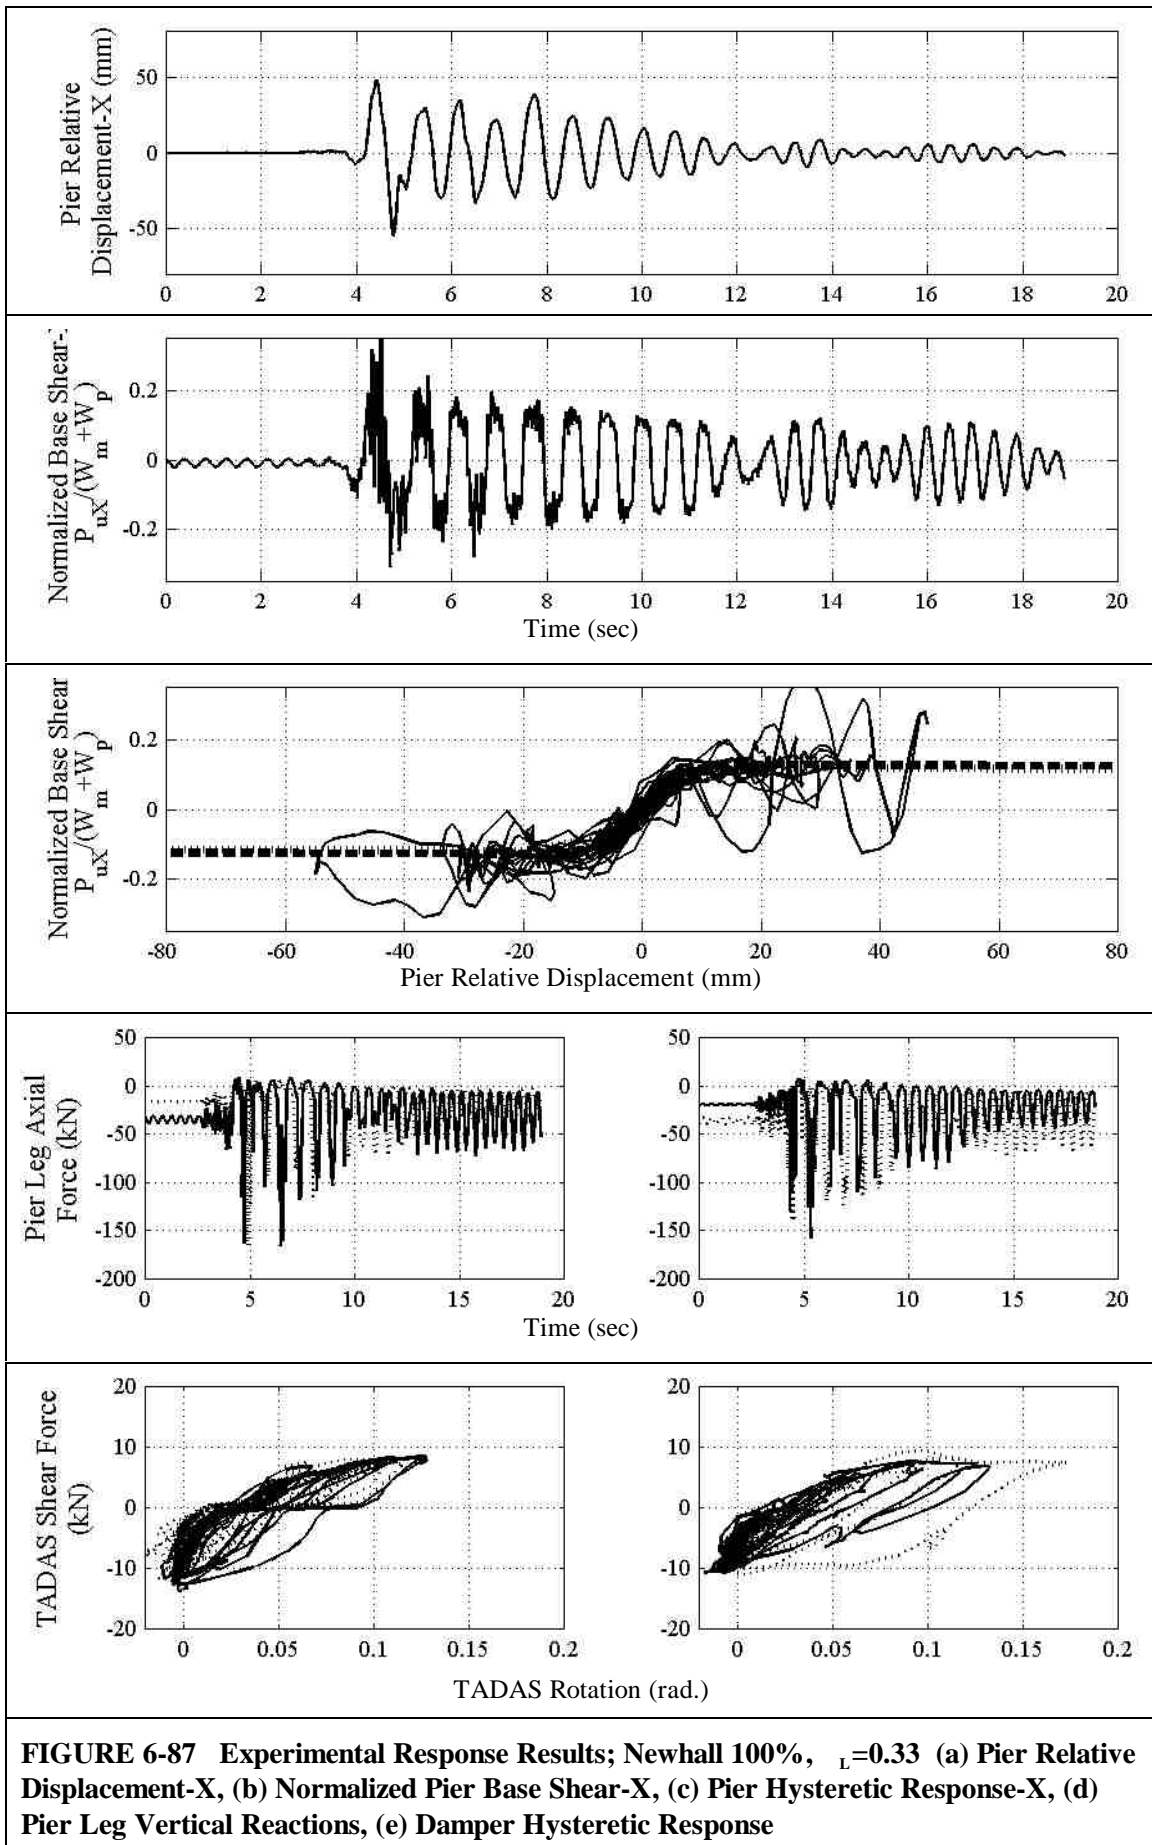 Pier Relative
Displacement-X (mm)
50
0
-50
0 2 4 6 8 10 12 14 16 18 20
Normalized Base Shear-
P_uX/(W_m+W_p)
0.2
0
-0.2
0 2 4 6 8 10 12 14 16 18 20
Time (sec)
Normalized Base Shear
P_uX/(W_m+W_p)
0.2
0
-0.2
-80 -60 -40 -20 0 20 40 60 80
Pier Relative Displacement (mm)
Pier Leg Axial
Force (kN)
50
0
-50
-100
-150
-200
0 5 10 15 20
50
0
-50
-100
-150
-200
0 5 10 15 20
Time (sec)
TADAS Shear Force
(kN)
20
10
0
-10
-20
0 0.05 0.1 0.15 0.2
20
10
0
-10
-20
0 0.05 0.1 0.15 0.2
TADAS Rotation (rad.)
FIGURE 6-87 Experimental Response Results; Newhall 100%, _L=0.33 (a) Pier Relative
Displacement-X, (b) Normalized Pier Base Shear-X, (c) Pier Hysteretic Response-X, (d)
Pier Leg Vertical Reactions, (e) Damper Hysteretic Response